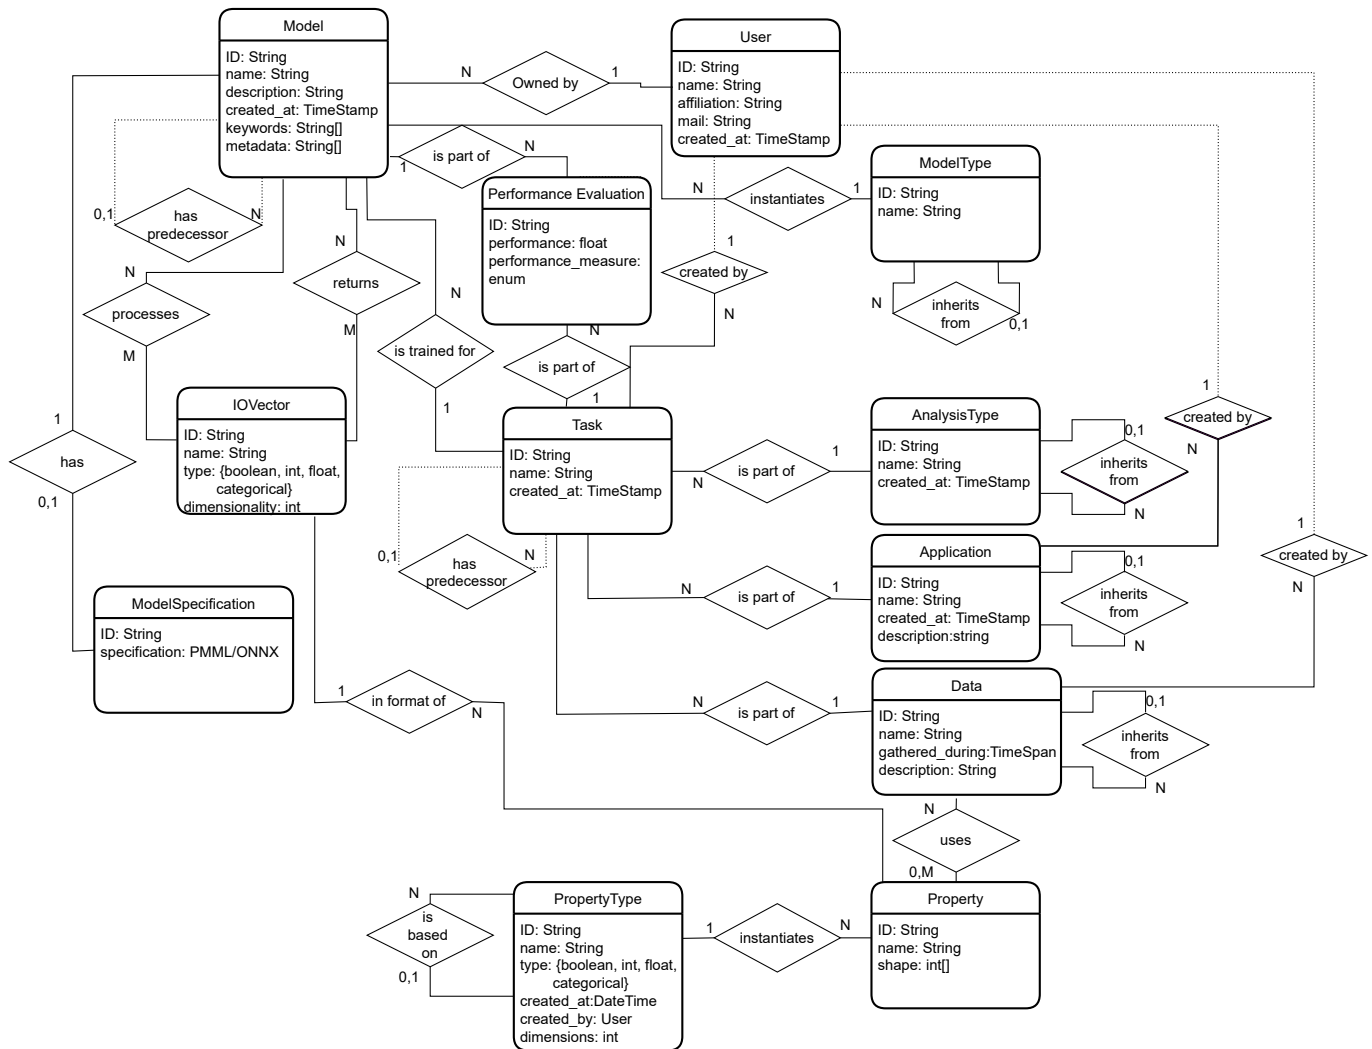 Model
ID: String
name: String
description: String
created_at: TimeStamp
keywords: String[]
metadata: String[]
N
Owned by
1
User
ID: String
name: String
affiliation: String
mail: String
created_at: TimeStamp
1
is part of
N
0,1
has
predecessor
N
Performance Evaluation
ID: String
performance: float
performance_measure:
enum
N
instantiates
1
ModelType
ID: String
name: String
N
inherits
from
0,1
1
created by
N
N
returns
M
N
processes
M
N
is trained for
1
N
is part of
1
IOVector
ID: String
name: String
type: {boolean, int, float,
categorical}
dimensionality: int
1
has
0,1
Task
ID: String
name: String
created_at: TimeStamp
N
is part of
1
AnalysisType
ID: String
name: String
created_at: TimeStamp
0,1
inherits
from
N
1
created by
N
0,1
has
predecessor
N
N
is part of
1
Application
ID: String
name: String
created_at: TimeStamp
description:string
0,1
inherits
from
N
1
created by
N
ModelSpecification
ID: String
specification: PMML/ONNX
1
in format of
N
N
is part of
1
Data
ID: String
name: String
gathered_during:TimeSpan
description: String
0,1
inherits
from
N
N
uses
0,M
N
is
based
on
0,1
PropertyType
ID: String
name: String
type: {boolean, int, float,
categorical}
created_at:DateTime
created_by: User
dimensions: int
1
instantiates
N
Property
ID: String
name: String
shape: int[]